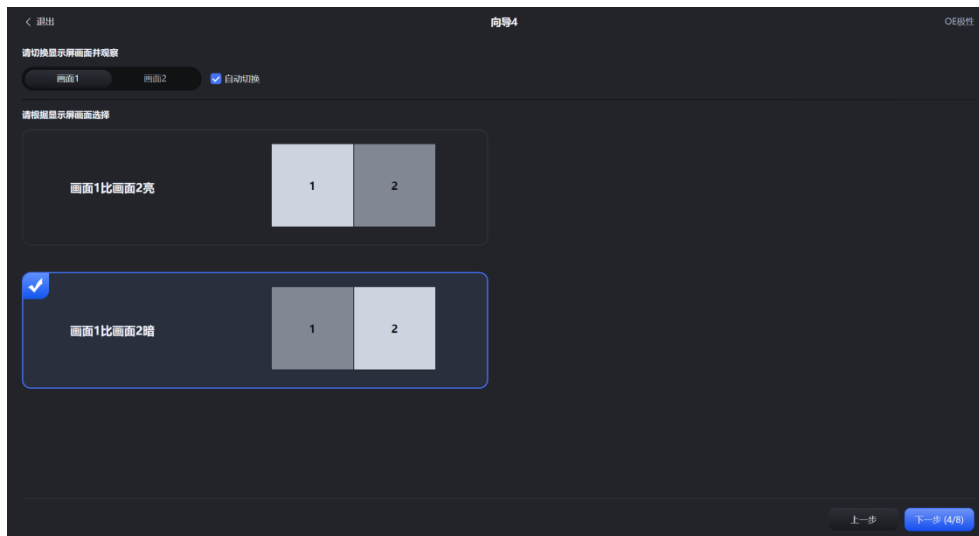 退出
向导4
OE极性
请切换显示屏画面并观察
画面1 画面2 自动切换
请根据显示屏画面选择
画面1比画面2亮 1 2
画面1比画面2暗 1 2
上一步 下一步 (4/8)